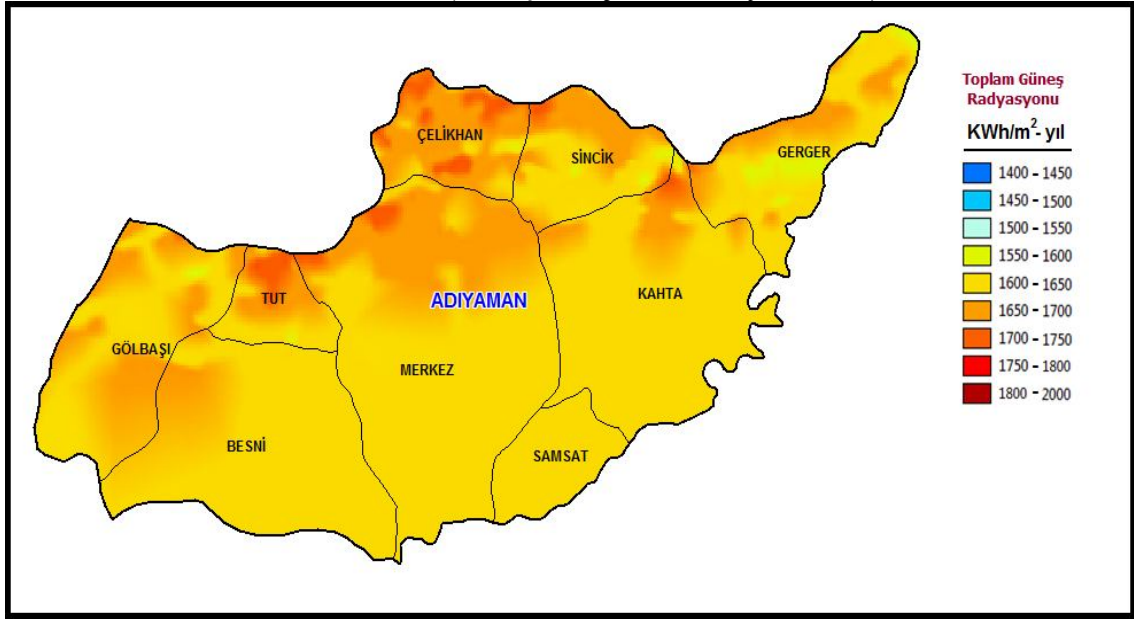 ÇELİKHAN
SİNCİK
GERGER
TUT
ADIYAMAN
KAHTA
GÖLBAŞI
MERKEZ
BESNİ
SAMSAT
Toplam Güneş
Radyasyonu
KWh/m²- yıl
1400 - 1450
1450 - 1500
1500 - 1550
1550 - 1600
1600 - 1650
1650 - 1700
1700 - 1750
1750 - 1800
1800 - 2000